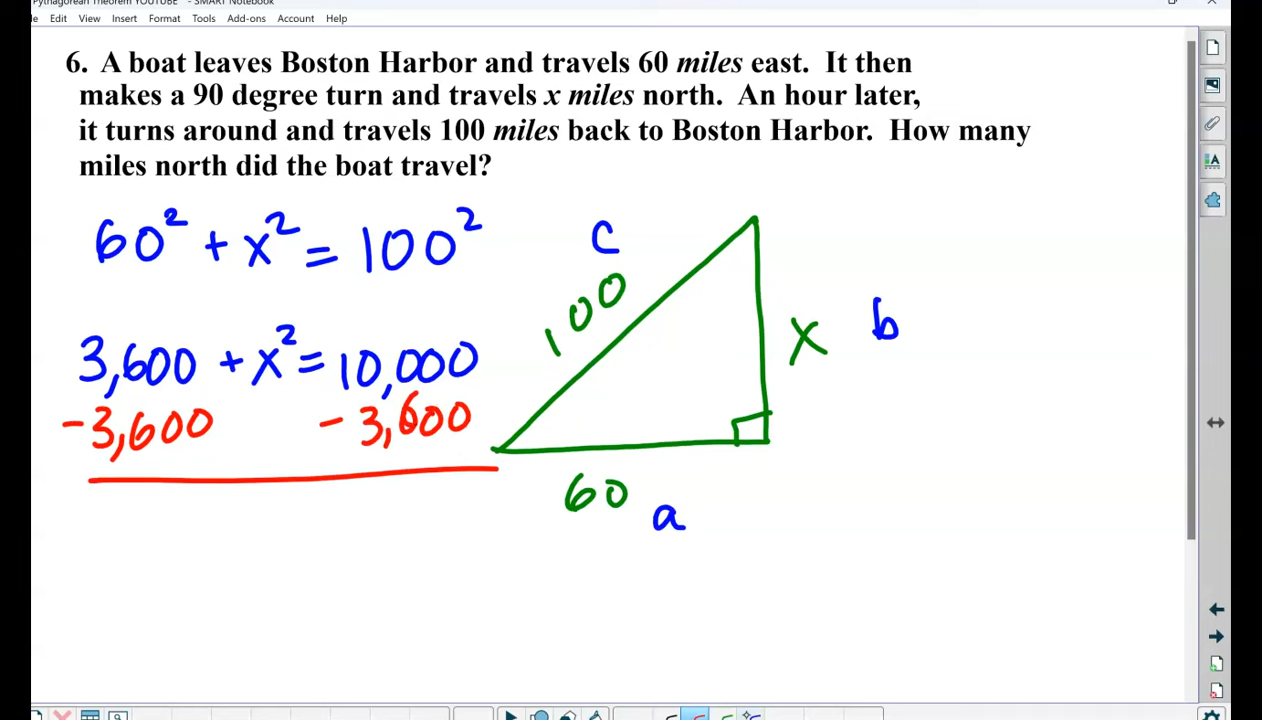 Pythagorean Theorem YOUTUBE * - SMART Notebook
Edit View Insert Format Tools Add-ons Account Help
6. A boat leaves Boston Harbor and travels 60 miles east. It then
makes a 90 degree turn and travels x miles north. An hour later,
it turns around and travels 100 miles back to Boston Harbor. How many
miles north did the boat travel?
60² + x² = 100²
c
100
x
b
3,600 + x² = 10,000
-3,600 -3,600
60
a